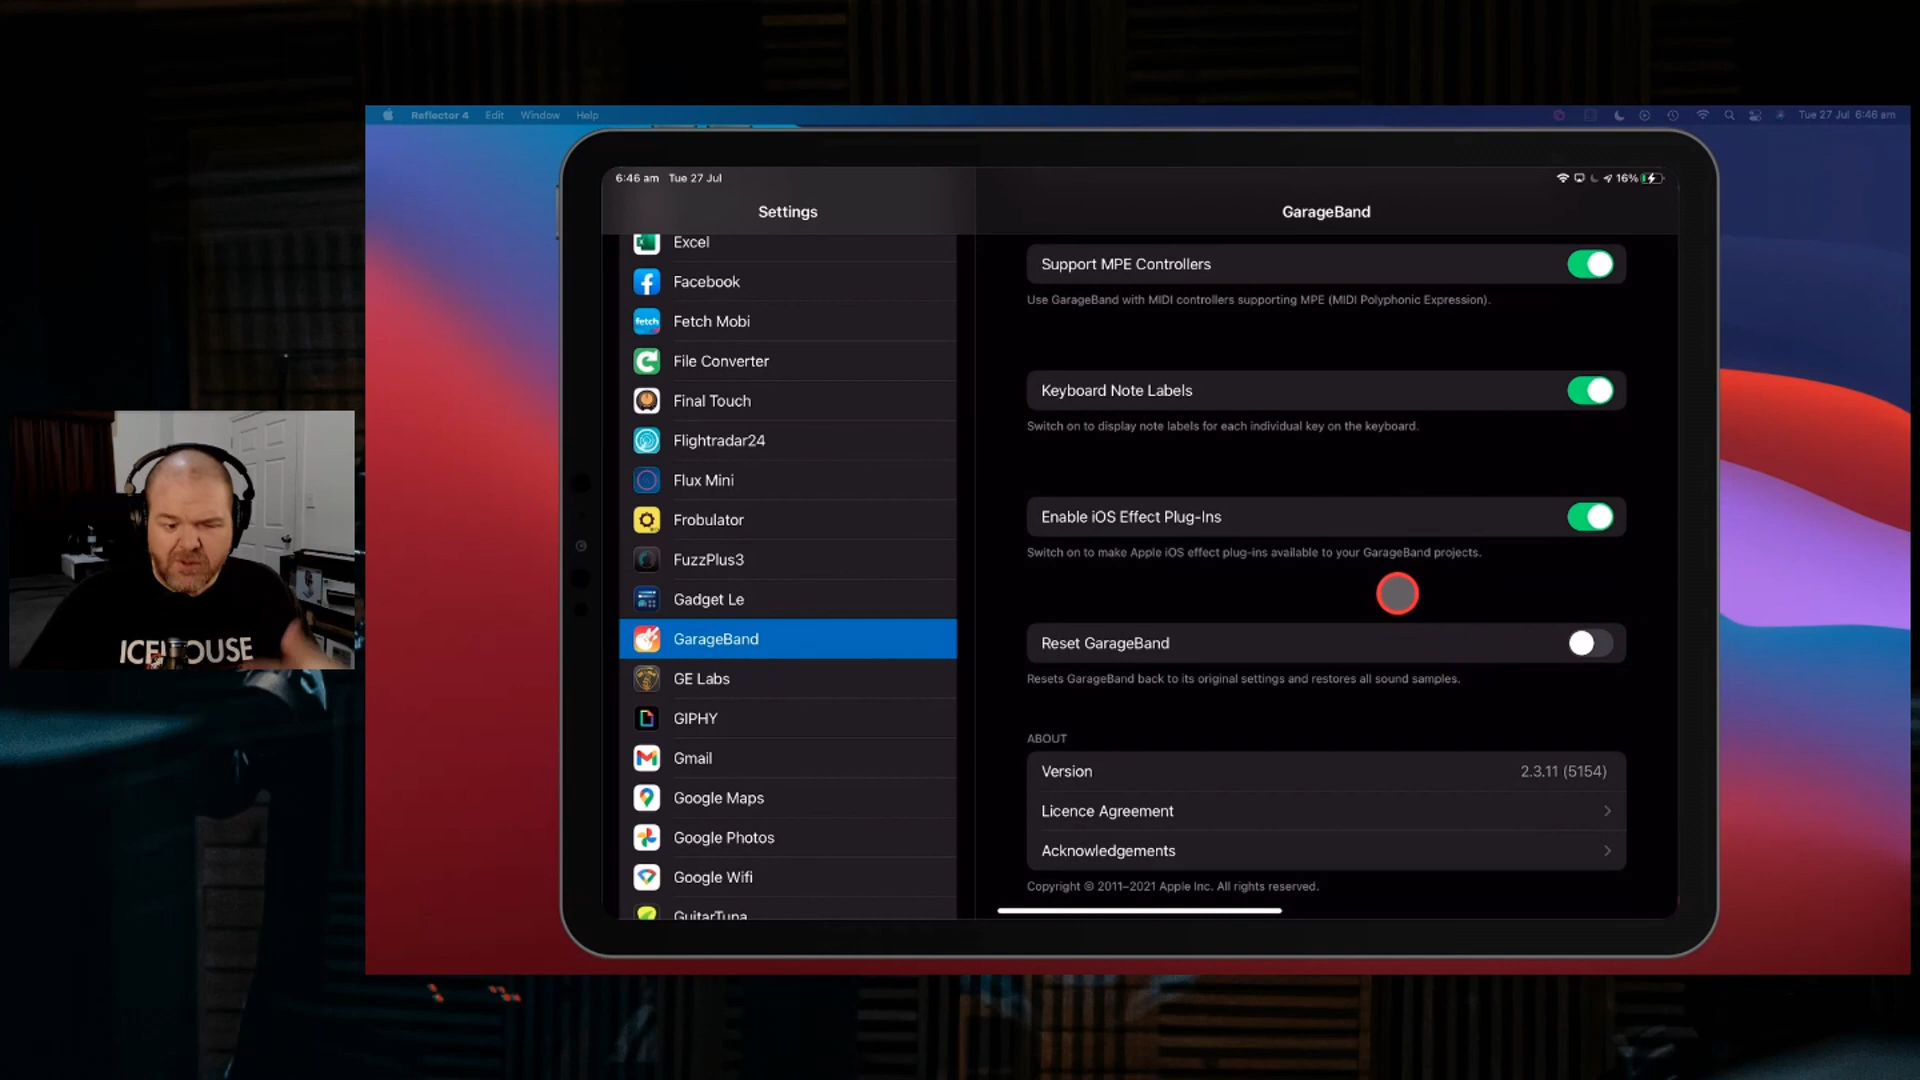 Reflector 4 Edit Window Help
Tue 27 Jul 6:46 am
6:46 am Tue 27 Jul
16%
Settings
GarageBand
Excel
Facebook
fetch
Fetch Mobi
File Converter
Final Touch
Flightradar24
Flux Mini
Frobulator
FuzzPlus3
Gadget Le
GarageBand
GE Labs
GIPHY
Gmail
Google Maps
Google Photos
Google Wifi
GuitarTuna
Support MPE Controllers
Use GarageBand with MIDI controllers supporting MPE (MIDI Polyphonic Expression).
Keyboard Note Labels
Switch on to display note labels for each individual key on the keyboard.
Enable iOS Effect Plug-Ins
Switch on to make Apple iOS effect plug-ins available to your GarageBand projects.
Reset GarageBand
Resets GarageBand back to its original settings and restores all sound samples.
ABOUT
Version 2.3.11 (5154)
Licence Agreement
Acknowledgements
Copyright © 2011–2021 Apple Inc. All rights reserved.
ICEHOUSE